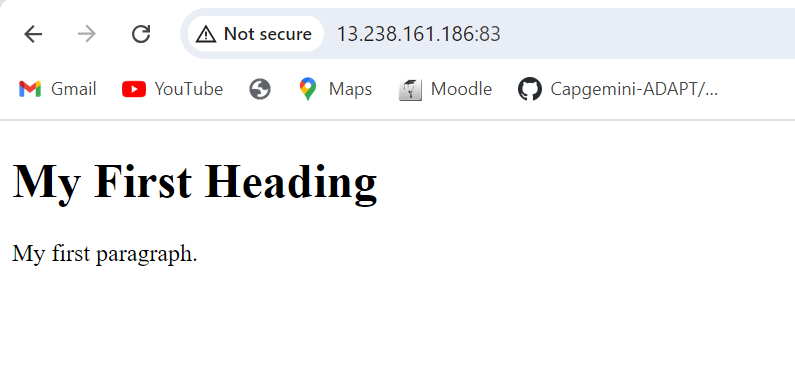 Not secure 13.238.161.186:83
Gmail YouTube Maps Moodle Capgemini-ADAPT/...
My First Heading
My first paragraph.